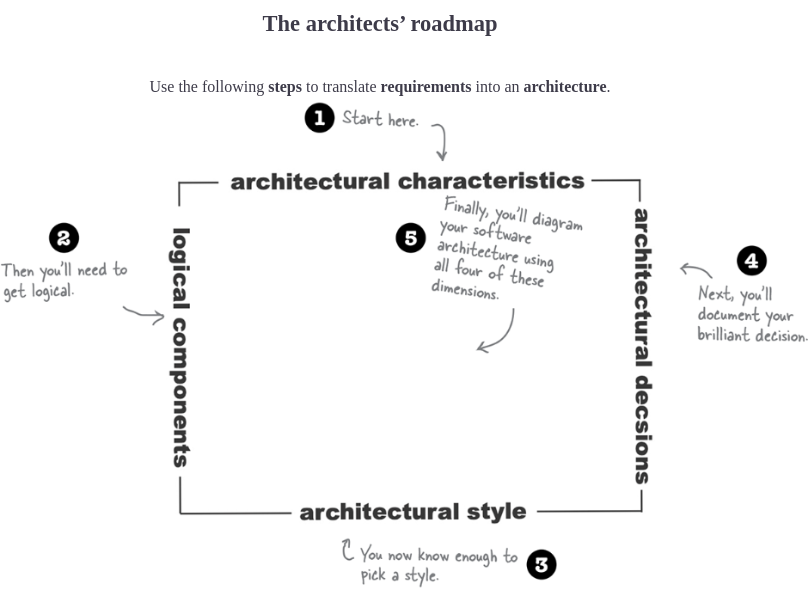 The architects’ roadmap
Use the following steps to translate requirements into an architecture.
1 Start here.
architectural characteristics
2
Then you'll need to
get logical.
logical components
5
Finally, you'll diagram
your software
architecture using
all four of these
dimensions.
architectural decsions
4
Next, you'll
document your
brilliant decision.
architectural style
You now know enough to
pick a style.
3